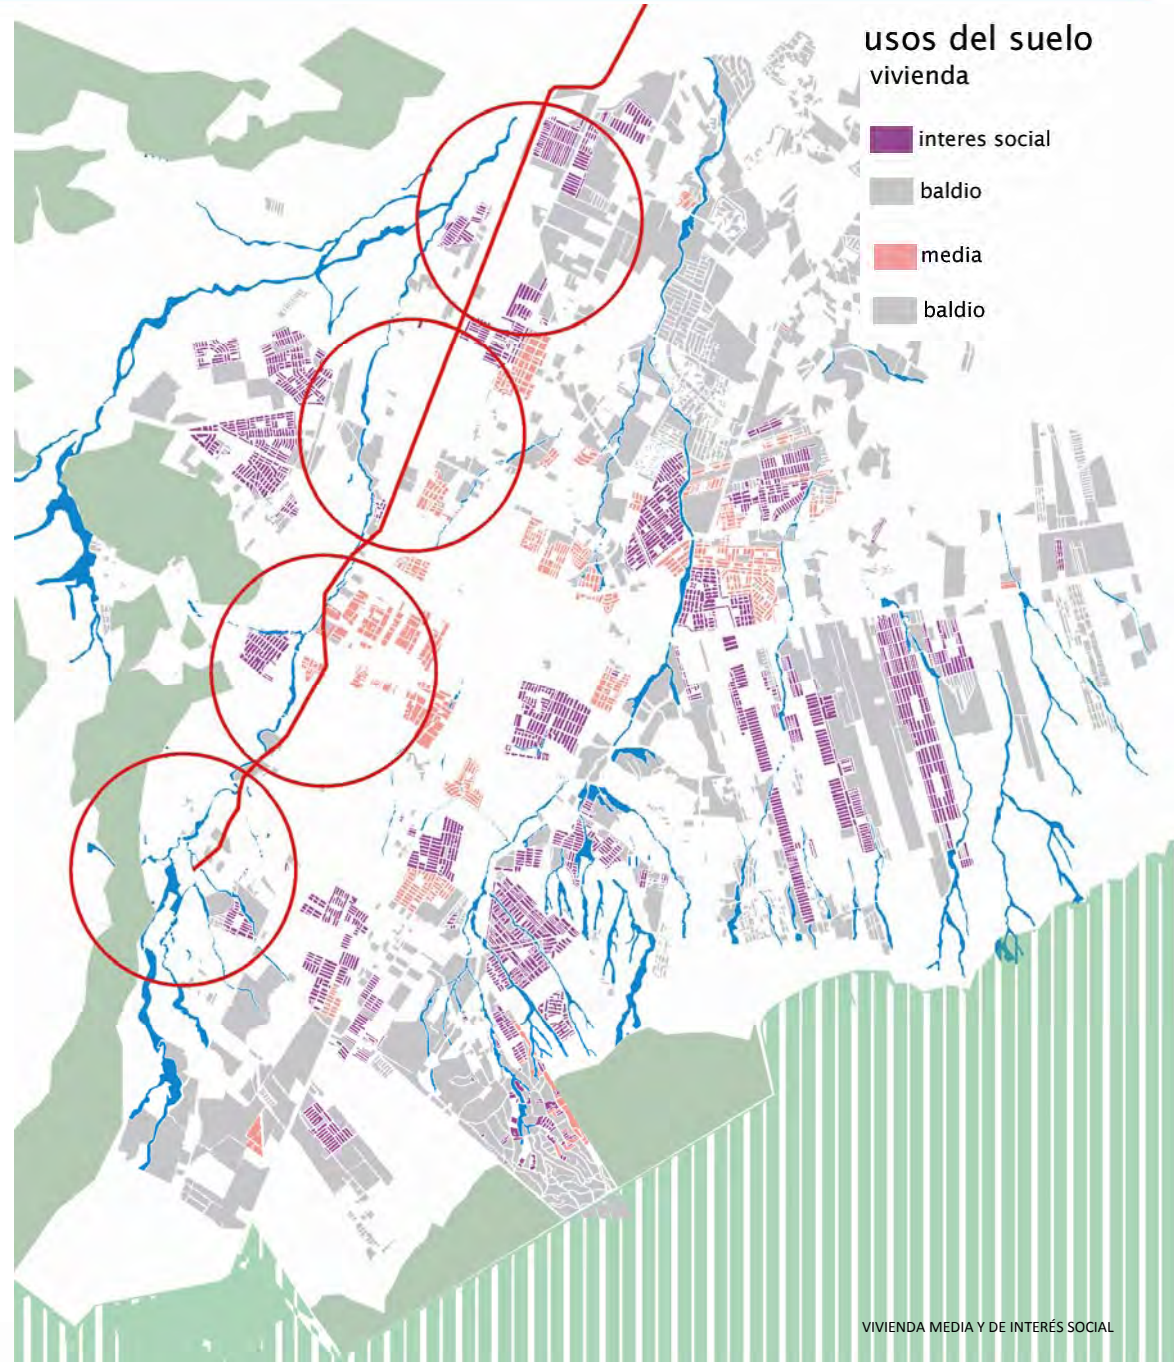 usos del suelo
vivienda
interes social
baldio
media
baldio
VIVIENDA MEDIA Y DE INTERÉS SOCIAL